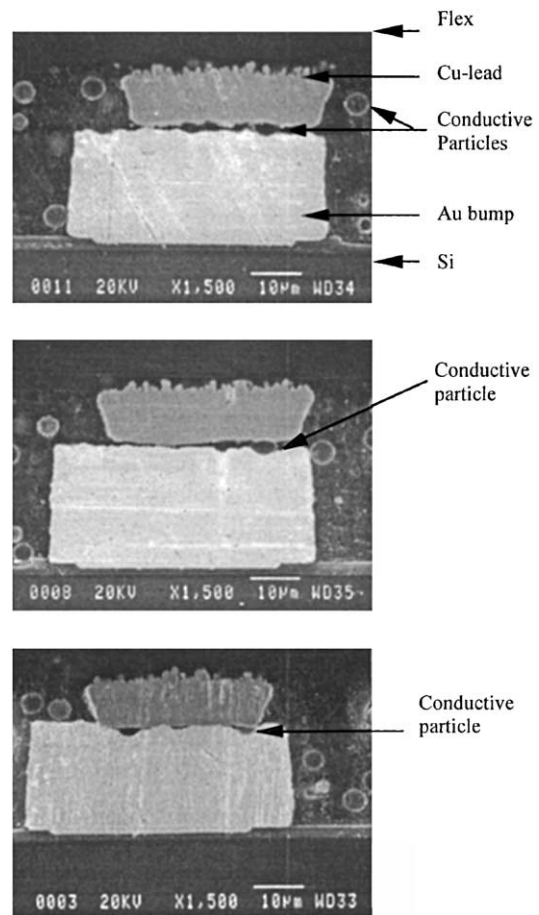 Flex
Cu-lead
Conductive
Particles
Au bump
Si
0011 20KV X1,500 10µm WD34
Conductive
particle
0008 20KV X1,500 10µm WD35
Conductive
particle
0003 20KV X1,500 10µm WD33